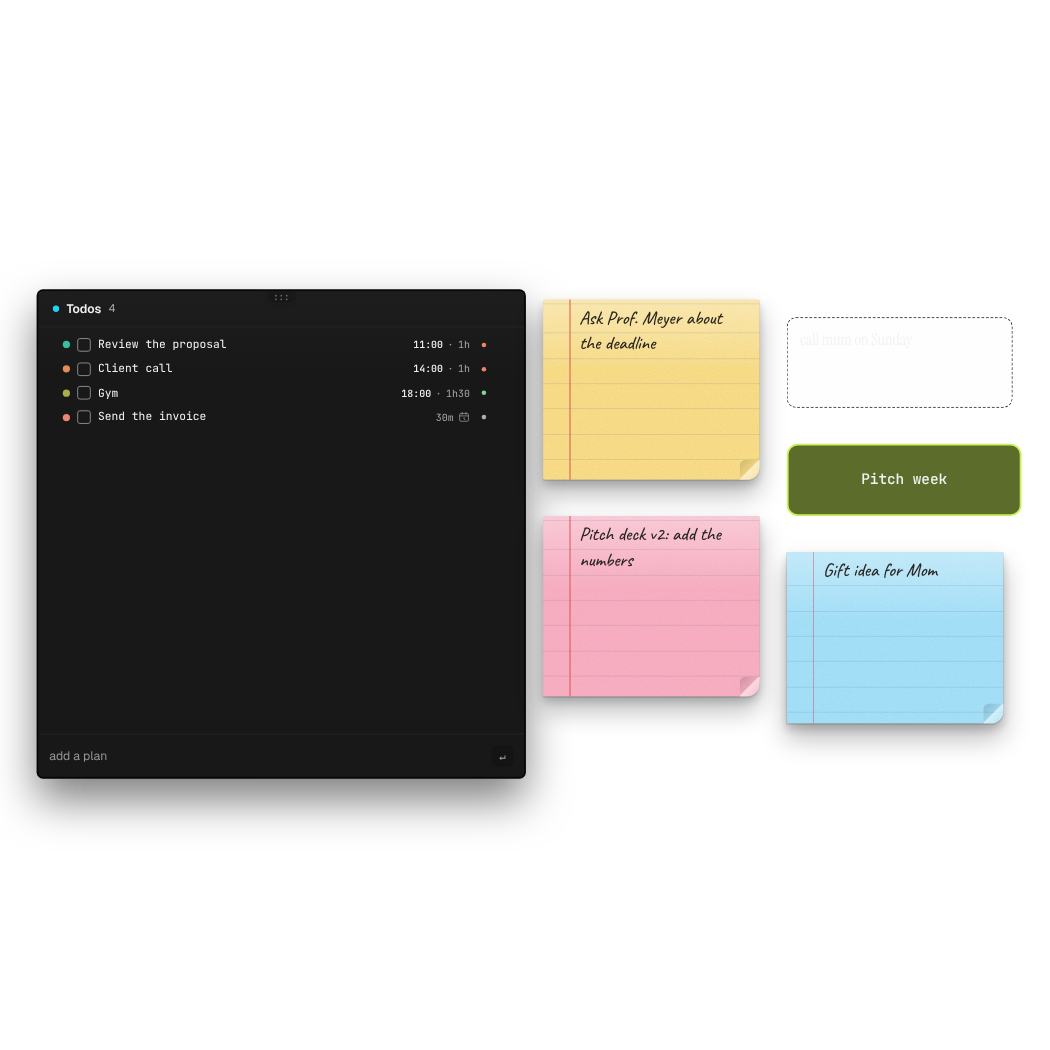 Todos 4
Review the proposal 11:00 · 1h
Client call 14:00 · 1h
Gym 18:00 · 1h30
Send the invoice 30m
add a plan
Ask Prof. Meyer about
the deadline
Pitch deck v2: add the
numbers
call mum on Sunday
Pitch week
Gift idea for Mom